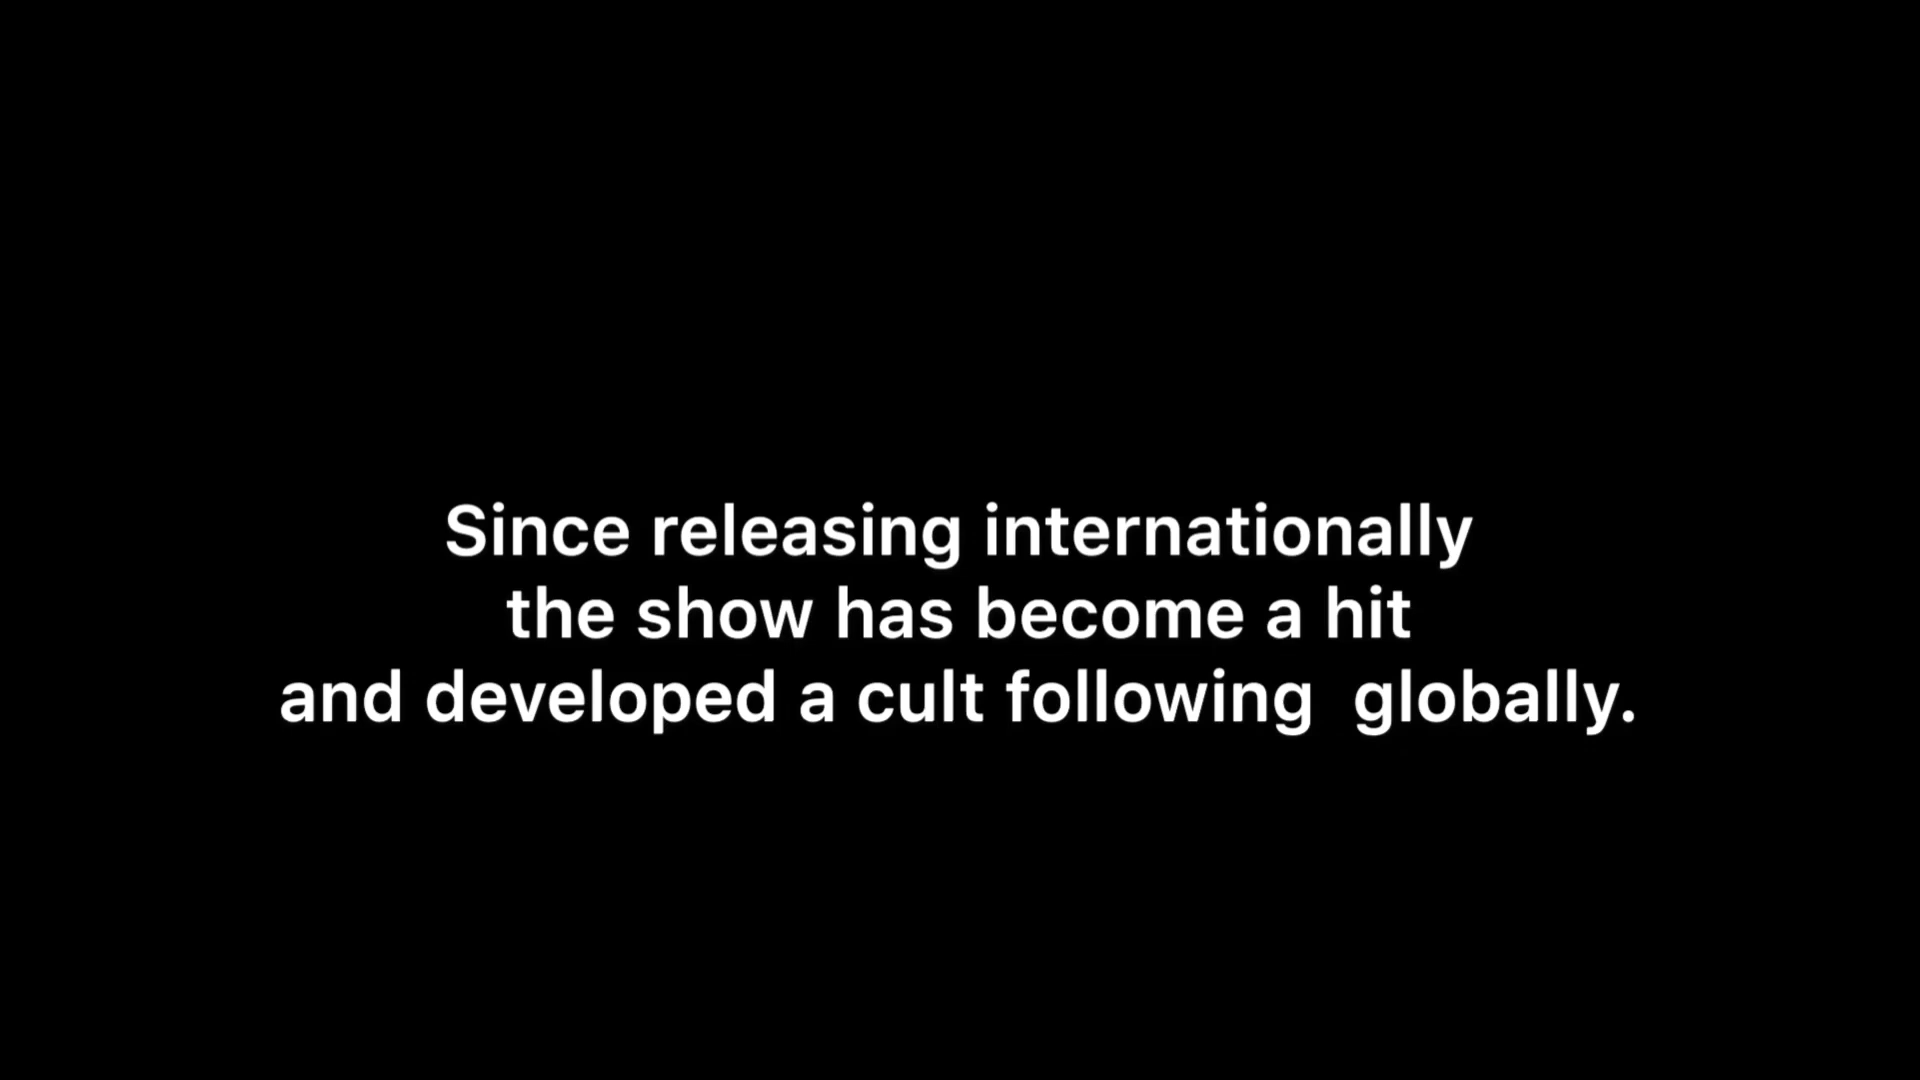 Since releasing internationally
the show has become a hit
and developed a cult following  globally.